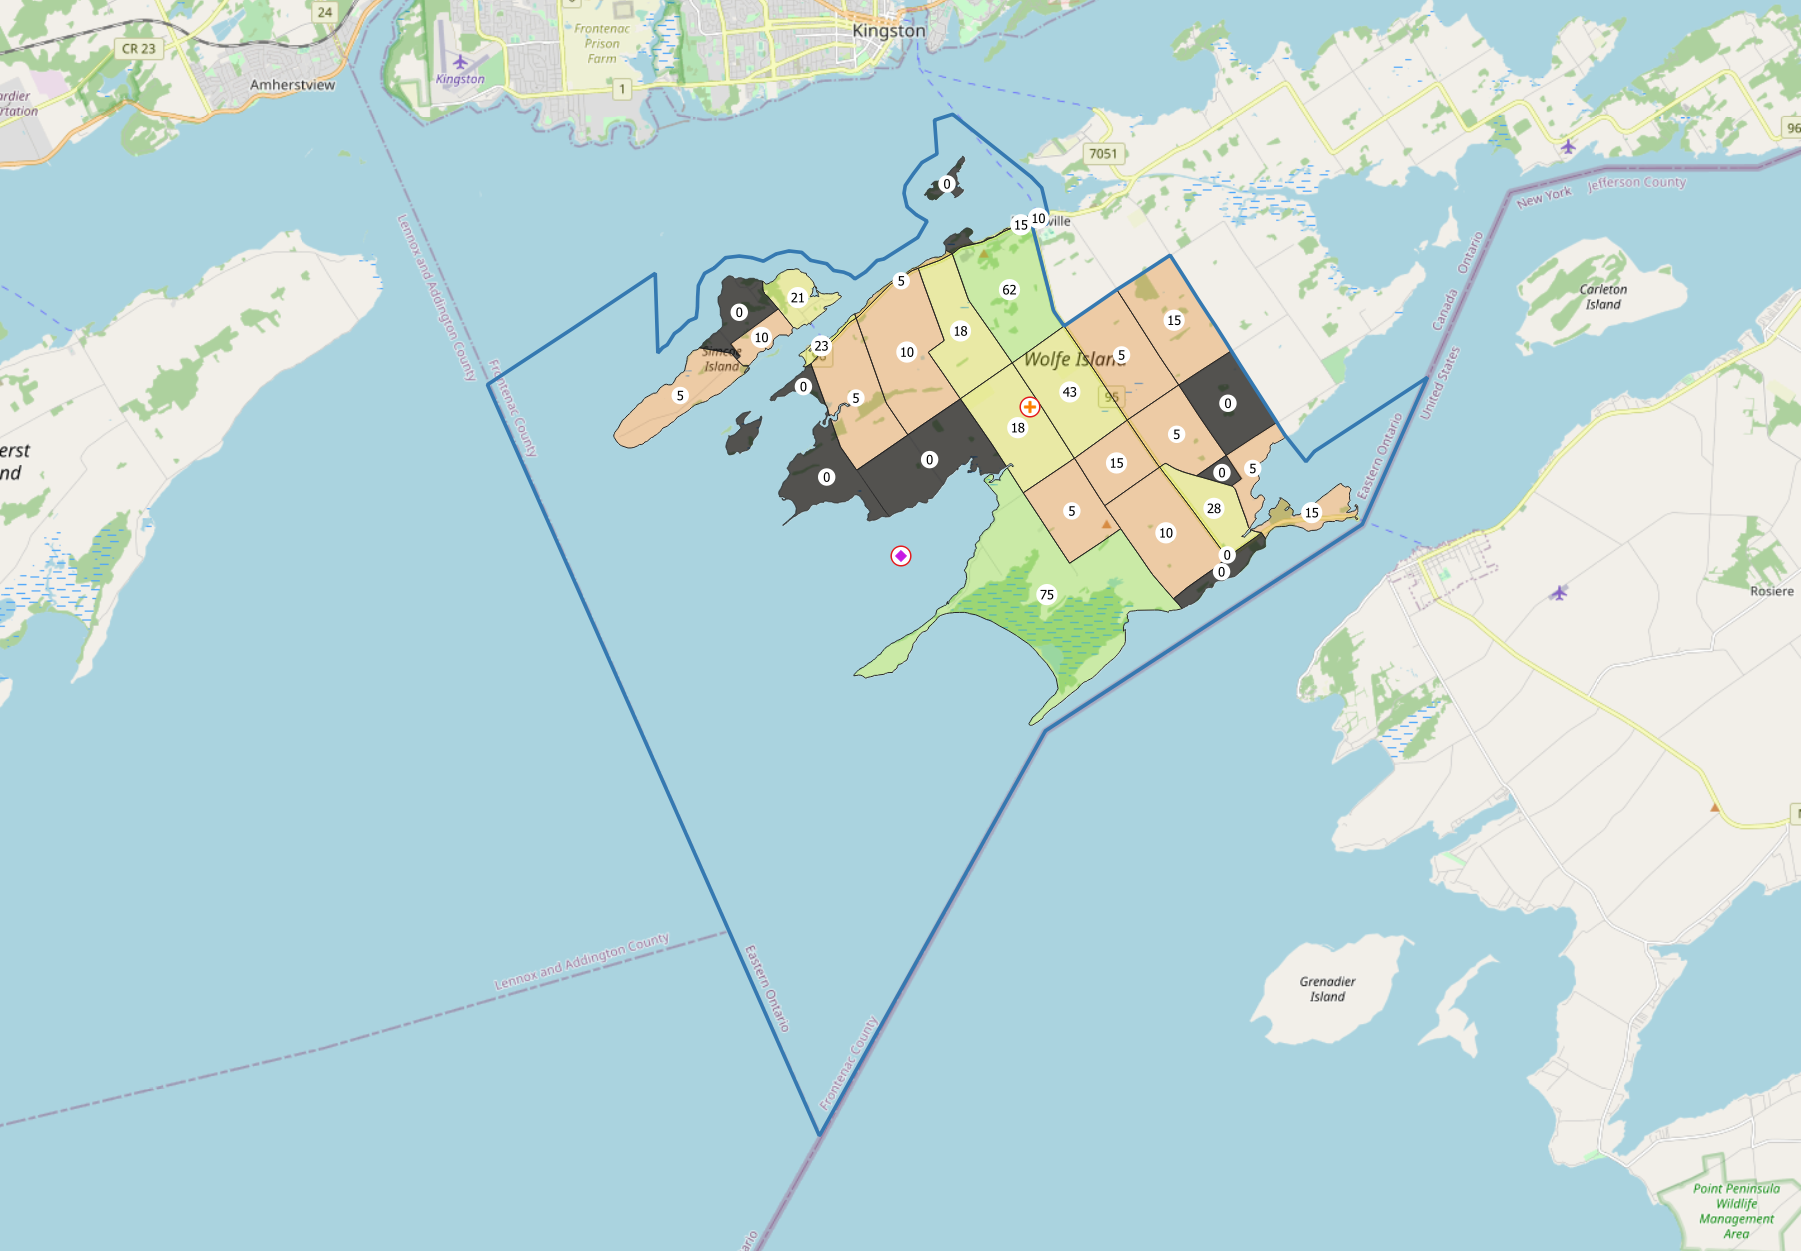 24
CR 23
Amherstview
Kingston
Frontenac
Prison
Farm
1
Kingston
7051
96
Lennox and Addington County
Frontenac County
New York
Jefferson County
Ontario
Canada
United States
Eastern Ontario
Carleton
Island
0
15
10
ville
5
62
21
0
10
18
15
Simcoe
Island
23
96
10
5
Wolfe Island
5
0
5
43
95
0
18
5
0
0
15
0
5
5
28
15
10
0
0
75
Rosiere
Lennox and Addington County
Eastern Ontario
Frontenac County
Grenadier
Island
Point Peninsula
Wildlife
Management
Area